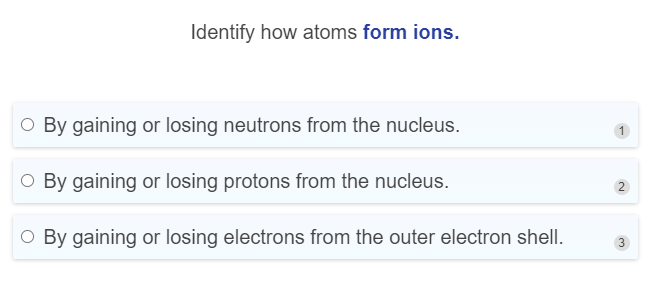 Identify how atoms form ions.
By gaining or losing neutrons from the nucleus.
1
By gaining or losing protons from the nucleus.
2
By gaining or losing electrons from the outer electron shell.
3